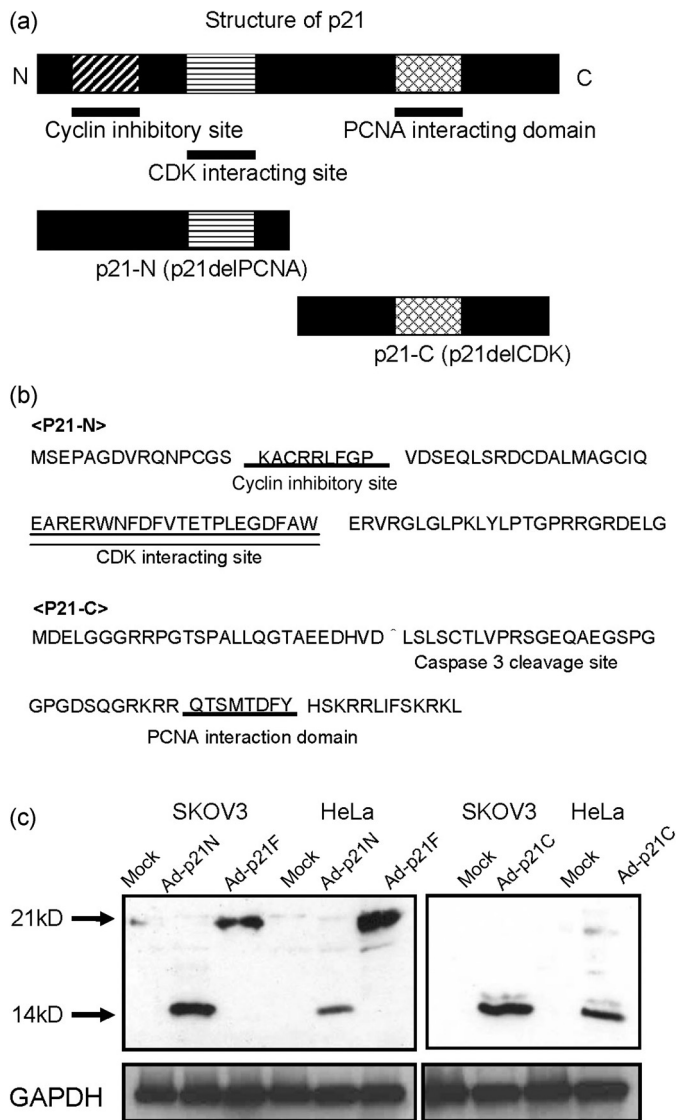 (a)
Structure of p21
N C
Cyclin inhibitory site PCNA interacting domain
CDK interacting site
p21-N (p21delPCNA)
p21-C (p21delCDK)
(b)
<P21-N>
MSEPAGDVRQNPCGS KACRRLFGP VDSEQLSRDCDALMAGCIQ
Cyclin inhibitory site
EARERWNFDFVTETPLEGDFAW ERVRGLGLPKLYLPTGPRRGRDELG
CDK interacting site
<P21-C>
MDELGGGRRPGTSPALLQGTAEEDHVD ^ LSLSCTLVPRSGEQAEGSPG
Caspase 3 cleavage site
GPGDSQGRKRR QTSMTDFY HSKRRLIFSKRKL
PCNA interaction domain
(c)
SKOV3 HeLa SKOV3 HeLa
Mock Ad-p21N Ad-p21F Mock Ad-p21N Ad-p21F Mock Ad-p21C Mock Ad-p21C
21kD
14kD
GAPDH